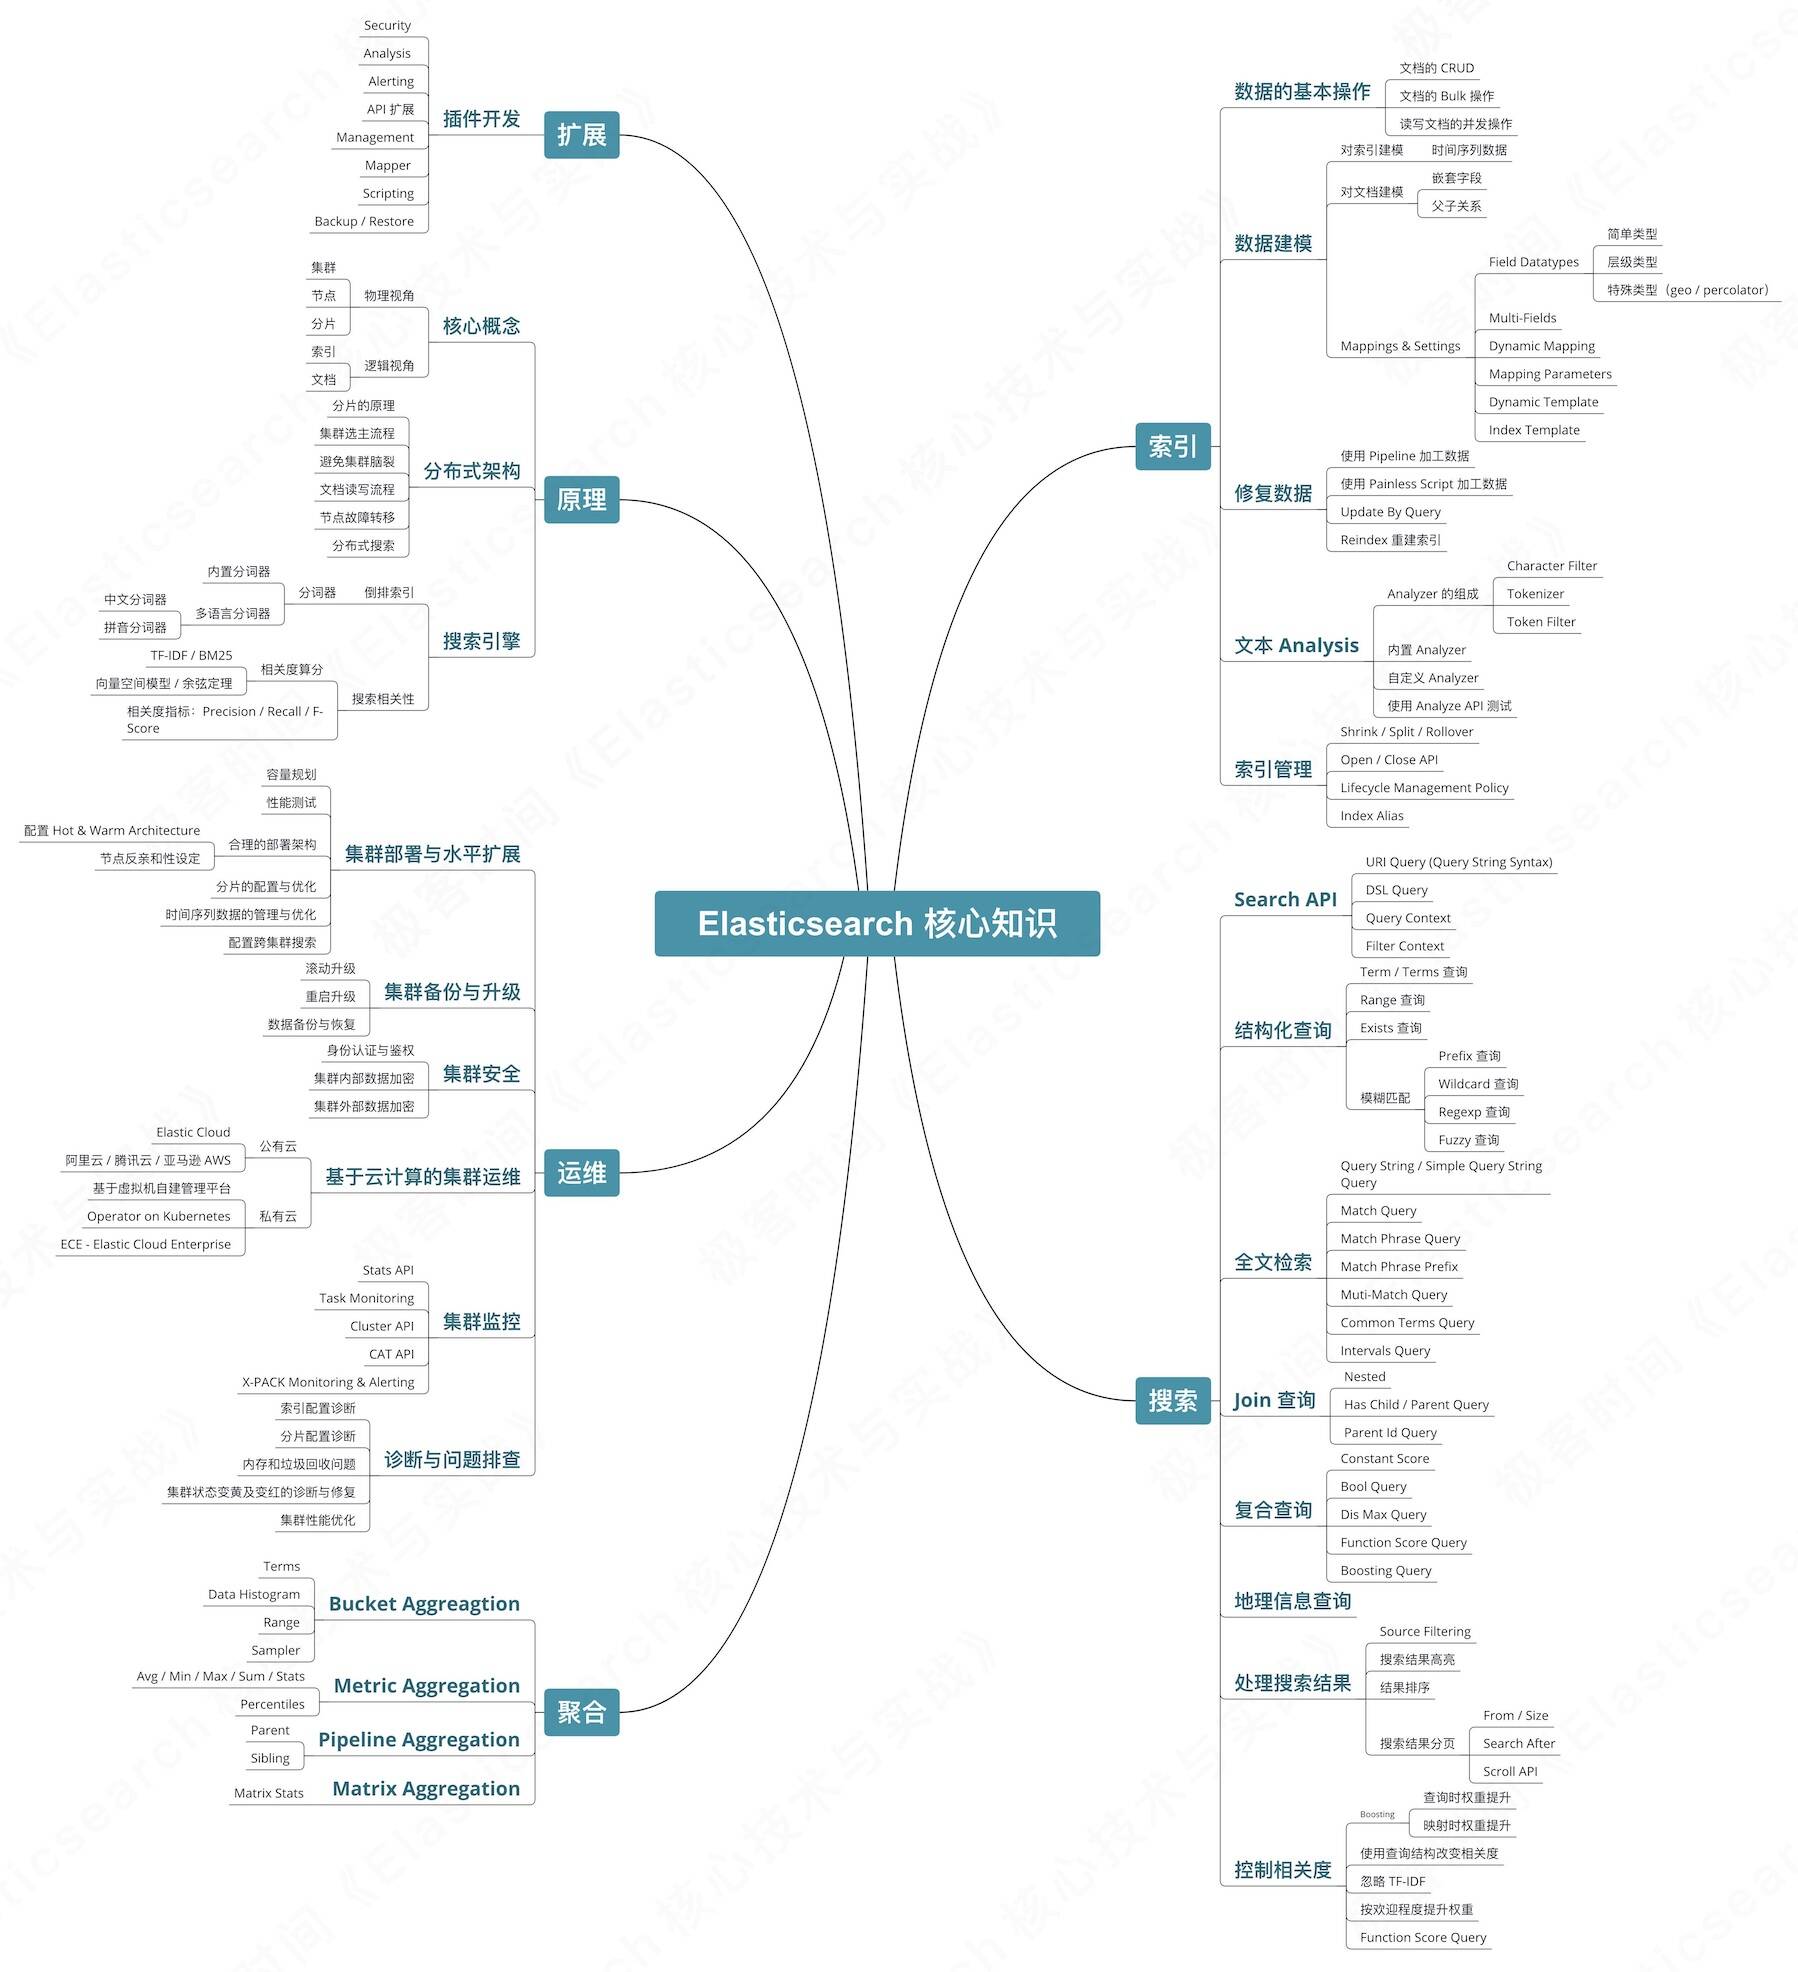 Elasticsearch 核心知识
扩展
插件开发
Security
Analysis
Alerting
API 扩展
Management
Mapper
Scripting
Backup / Restore
原理
核心概念
物理视角
集群
节点
分片
逻辑视角
索引
文档
分布式架构
分片的原理
集群选主流程
避免集群脑裂
文档读写流程
节点故障转移
分布式搜索
搜索引擎
倒排索引
分词器
内置分词器
多语言分词器
中文分词器
拼音分词器
搜索相关性
相关度算分
TF-IDF / BM25
向量空间模型 / 余弦定理
相关度指标：Precision / Recall / F-
Score
运维
集群部署与水平扩展
容量规划
性能测试
合理的部署架构
配置 Hot & Warm Architecture
节点反亲和性设定
分片的配置与优化
时间序列数据的管理与优化
配置跨集群搜索
集群备份与升级
滚动升级
重启升级
数据备份与恢复
集群安全
身份认证与鉴权
集群内部数据加密
集群外部数据加密
基于云计算的集群运维
公有云
Elastic Cloud
阿里云 / 腾讯云 / 亚马逊 AWS
私有云
基于虚拟机自建管理平台
Operator on Kubernetes
ECE - Elastic Cloud Enterprise
集群监控
Stats API
Task Monitoring
Cluster API
CAT API
X-PACK Monitoring & Alerting
诊断与问题排查
索引配置诊断
分片配置诊断
内存和垃圾回收问题
集群状态变黄及变红的诊断与修复
集群性能优化
聚合
Bucket Aggreagtion
Terms
Data Histogram
Range
Sampler
Metric Aggregation
Avg / Min / Max / Sum / Stats
Percentiles
Pipeline Aggregation
Parent
Sibling
Matrix Aggregation
Matrix Stats
索引
数据的基本操作
文档的 CRUD
文档的 Bulk 操作
读写文档的并发操作
数据建模
对索引建模
时间序列数据
对文档建模
嵌套字段
父子关系
Mappings & Settings
Field Datatypes
简单类型
层级类型
特殊类型（geo / percolator）
Multi-Fields
Dynamic Mapping
Mapping Parameters
Dynamic Template
Index Template
修复数据
使用 Pipeline 加工数据
使用 Painless Script 加工数据
Update By Query
Reindex 重建索引
文本 Analysis
Analyzer 的组成
Character Filter
Tokenizer
Token Filter
内置 Analyzer
自定义 Analyzer
使用 Analyze API 测试
索引管理
Shrink / Split / Rollover
Open / Close API
Lifecycle Management Policy
Index Alias
搜索
Search API
URI Query (Query String Syntax)
DSL Query
Query Context
Filter Context
结构化查询
Term / Terms 查询
Range 查询
Exists 查询
模糊匹配
Prefix 查询
Wildcard 查询
Regexp 查询
Fuzzy 查询
全文检索
Query String / Simple Query String
Query
Match Query
Match Phrase Query
Match Phrase Prefix
Muti-Match Query
Common Terms Query
Intervals Query
Join 查询
Nested
Has Child / Parent Query
Parent Id Query
复合查询
Constant Score
Bool Query
Dis Max Query
Function Score Query
Boosting Query
地理信息查询
处理搜索结果
Source Filtering
搜索结果高亮
结果排序
搜索结果分页
From / Size
Search After
Scroll API
控制相关度
Boosting
查询时权重提升
映射时权重提升
使用查询结构改变相关度
忽略 TF-IDF
按欢迎程度提升权重
Function Score Query
极客时间《Elasticsearch 核心技术与实战》